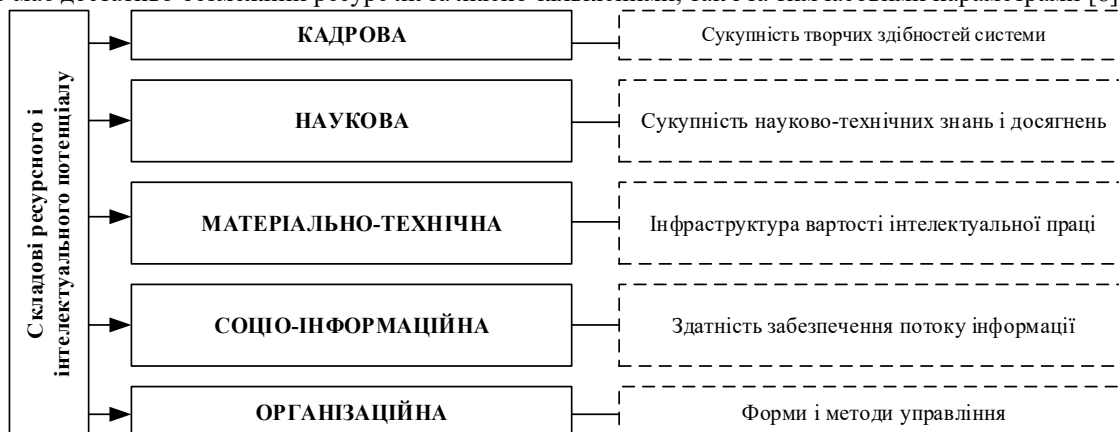 Складові ресурсного і
інтелектуального потенціалу
КАДРОВА
Сукупність творчих здібностей системи
НАУКОВА
Сукупність науково-технічних знань і досягнень
МАТЕРІАЛЬНО-ТЕХНІЧНА
Інфраструктура вартості інтелектуальної праці
СОЦІО-ІНФОРМАЦІЙНА
Здатність забезпечення потоку інформації
ОРГАНІЗАЦІЙНА
Форми і методи управління